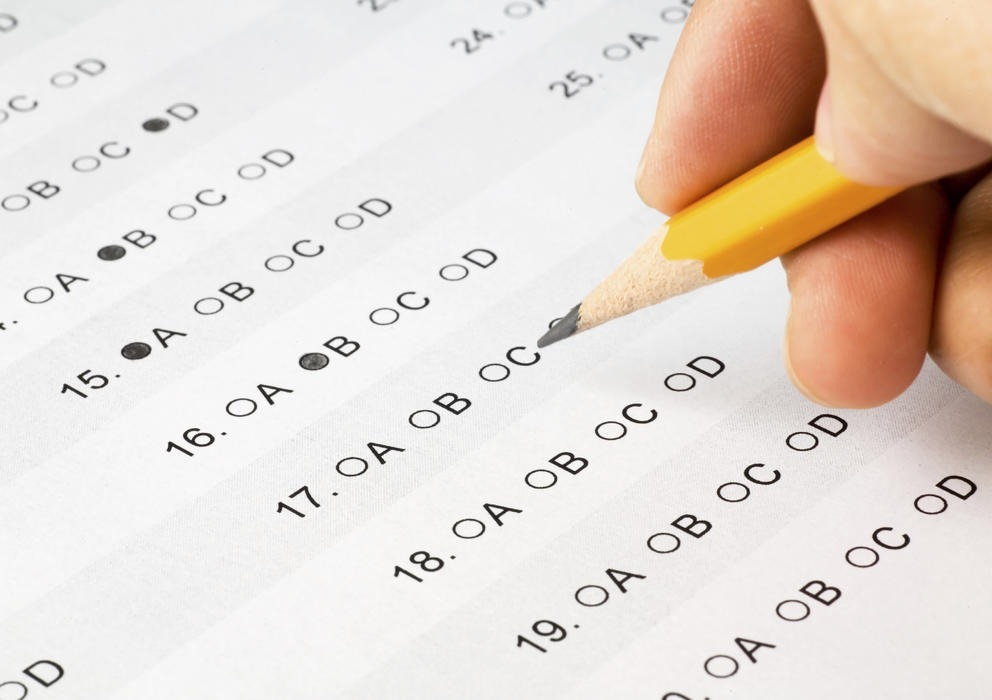 C D
B C D
A B C D
15. A B C D
16. A B C D
17. A B C
18. A B C D
19. A B C D
A B C D
D
24.
25. A